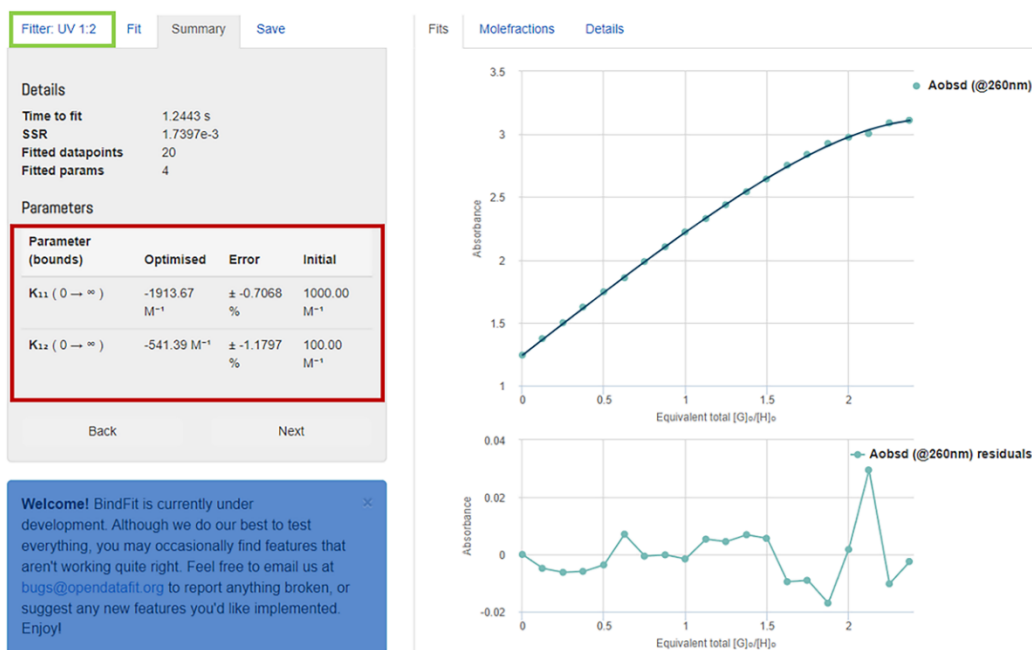 Fitter: UV 1:2 Fit Summary Save
Details
Time to fit 1.2443 s
SSR 1.7397e-3
Fitted datapoints 20
Fitted params 4
Parameters
Parameter
(bounds) Optimised Error Initial
K₁₁ ( 0 → ∞ ) -1913.67 ± -0.7068 1000.00
M⁻¹ % M⁻¹
K₁₂ ( 0 → ∞ ) -541.39 M⁻¹ ± -1.1797 100.00
% M⁻¹
Back Next
Welcome! BindFit is currently under ×
development. Although we do our best to test
everything, you may occasionally find features that
aren't working quite right. Feel free to email us at
bugs@opendatafit.org to report anything broken, or
suggest any new features you'd like implemented.
Enjoy!
Fits Molefractions Details
Aobsd (@260nm)
3.5
3
2.5
2
1.5
1
Absorbance
0 0.5 1 1.5 2
Equivalent total [G]₀/[H]₀
Aobsd (@260nm) residuals
0.04
0.02
0
-0.02
Absorbance
0 0.5 1 1.5 2
Equivalent total [G]₀/[H]₀